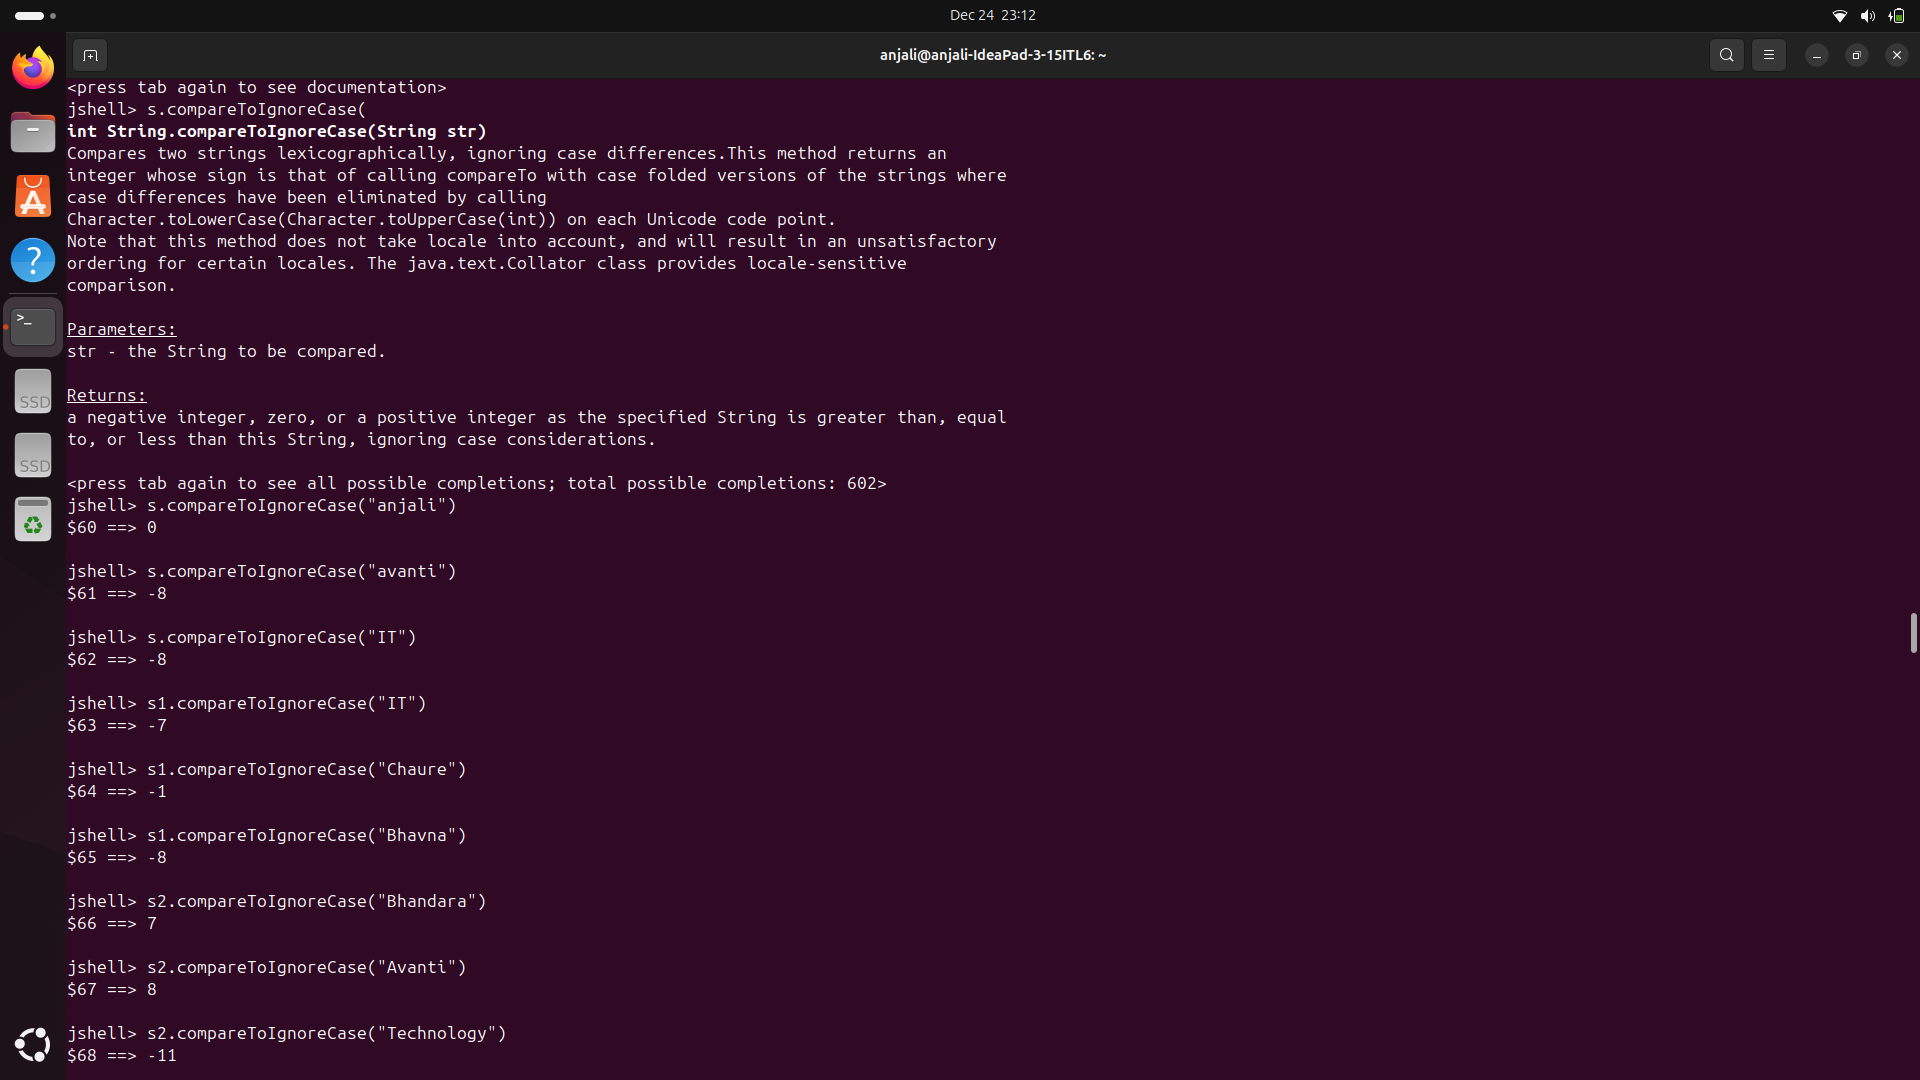 Dec 24 23:12
anjali@anjali-IdeaPad-3-15ITL6: ~
<press tab again to see documentation>
jshell> s.compareToIgnoreCase(
int String.compareToIgnoreCase(String str)
Compares two strings lexicographically, ignoring case differences.This method returns an
integer whose sign is that of calling compareTo with case folded versions of the strings where
case differences have been eliminated by calling
Character.toLowerCase(Character.toUpperCase(int)) on each Unicode code point.
Note that this method does not take locale into account, and will result in an unsatisfactory
ordering for certain locales. The java.text.Collator class provides locale-sensitive
comparison.
Parameters:
str - the String to be compared.
Returns:
a negative integer, zero, or a positive integer as the specified String is greater than, equal
to, or less than this String, ignoring case considerations.
<press tab again to see all possible completions; total possible completions: 602>
jshell> s.compareToIgnoreCase("anjali")
$60 ==> 0
jshell> s.compareToIgnoreCase("avanti")
$61 ==> -8
jshell> s.compareToIgnoreCase("IT")
$62 ==> -8
jshell> s1.compareToIgnoreCase("IT")
$63 ==> -7
jshell> s1.compareToIgnoreCase("Chaure")
$64 ==> -1
jshell> s1.compareToIgnoreCase("Bhavna")
$65 ==> -8
jshell> s2.compareToIgnoreCase("Bhandara")
$66 ==> 7
jshell> s2.compareToIgnoreCase("Avanti")
$67 ==> 8
jshell> s2.compareToIgnoreCase("Technology")
$68 ==> -11
SSD
SSD